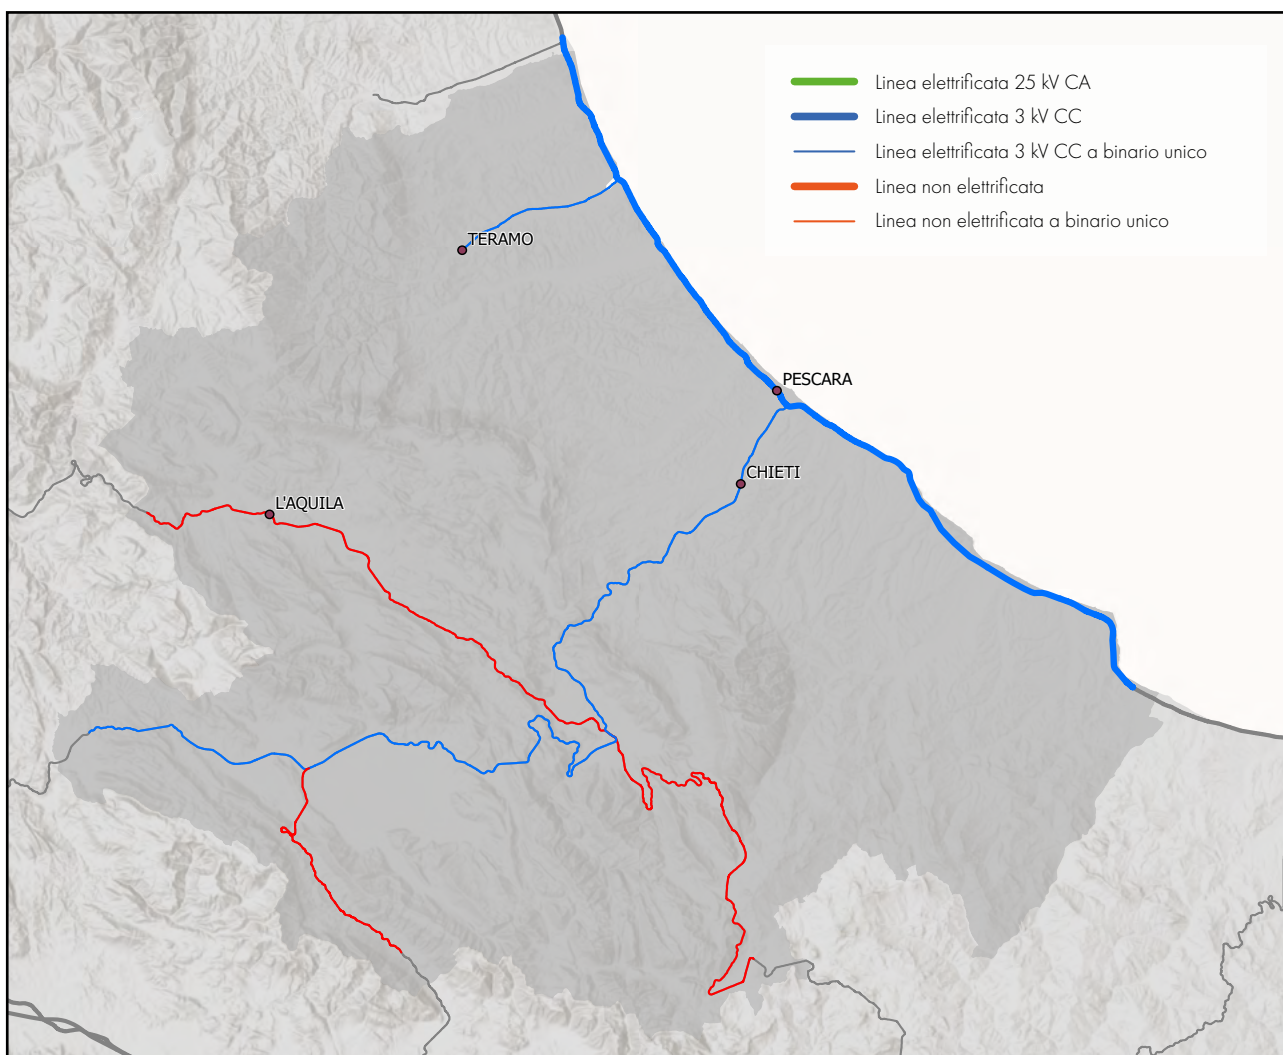 Linea elettrificata 25 kV CA
Linea elettrificata 3 kV CC
Linea elettrificata 3 kV CC a binario unico
Linea non elettrificata
Linea non elettrificata a binario unico
TERAMO
PESCARA
CHIETI
L'AQUILA